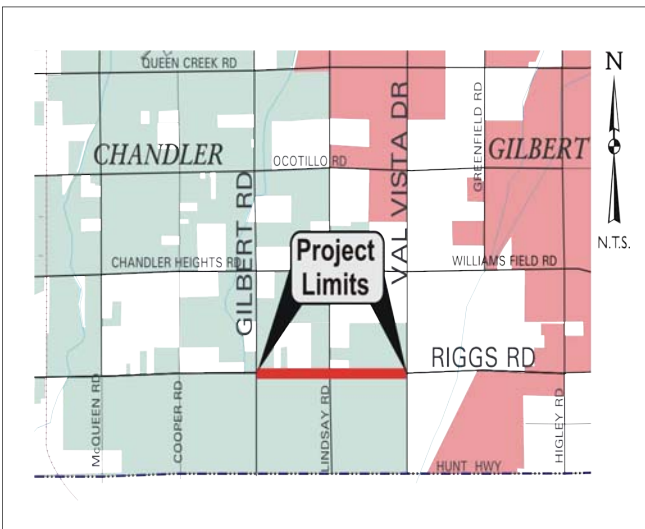 QUEEN CREEK RD
N
CHANDLER
OCOTILLO RD
VAL VISTA DR
GREENFIELD RD
GILBERT
N.T.S.
GILBERT RD
CHANDLER HEIGHTS RD
Project
Limits
WILLIAMS FIELD RD
RIGGS RD
McQUEEN RD
COOPER RD
LINDSAY RD
HIGLEY RD
HUNT HWY